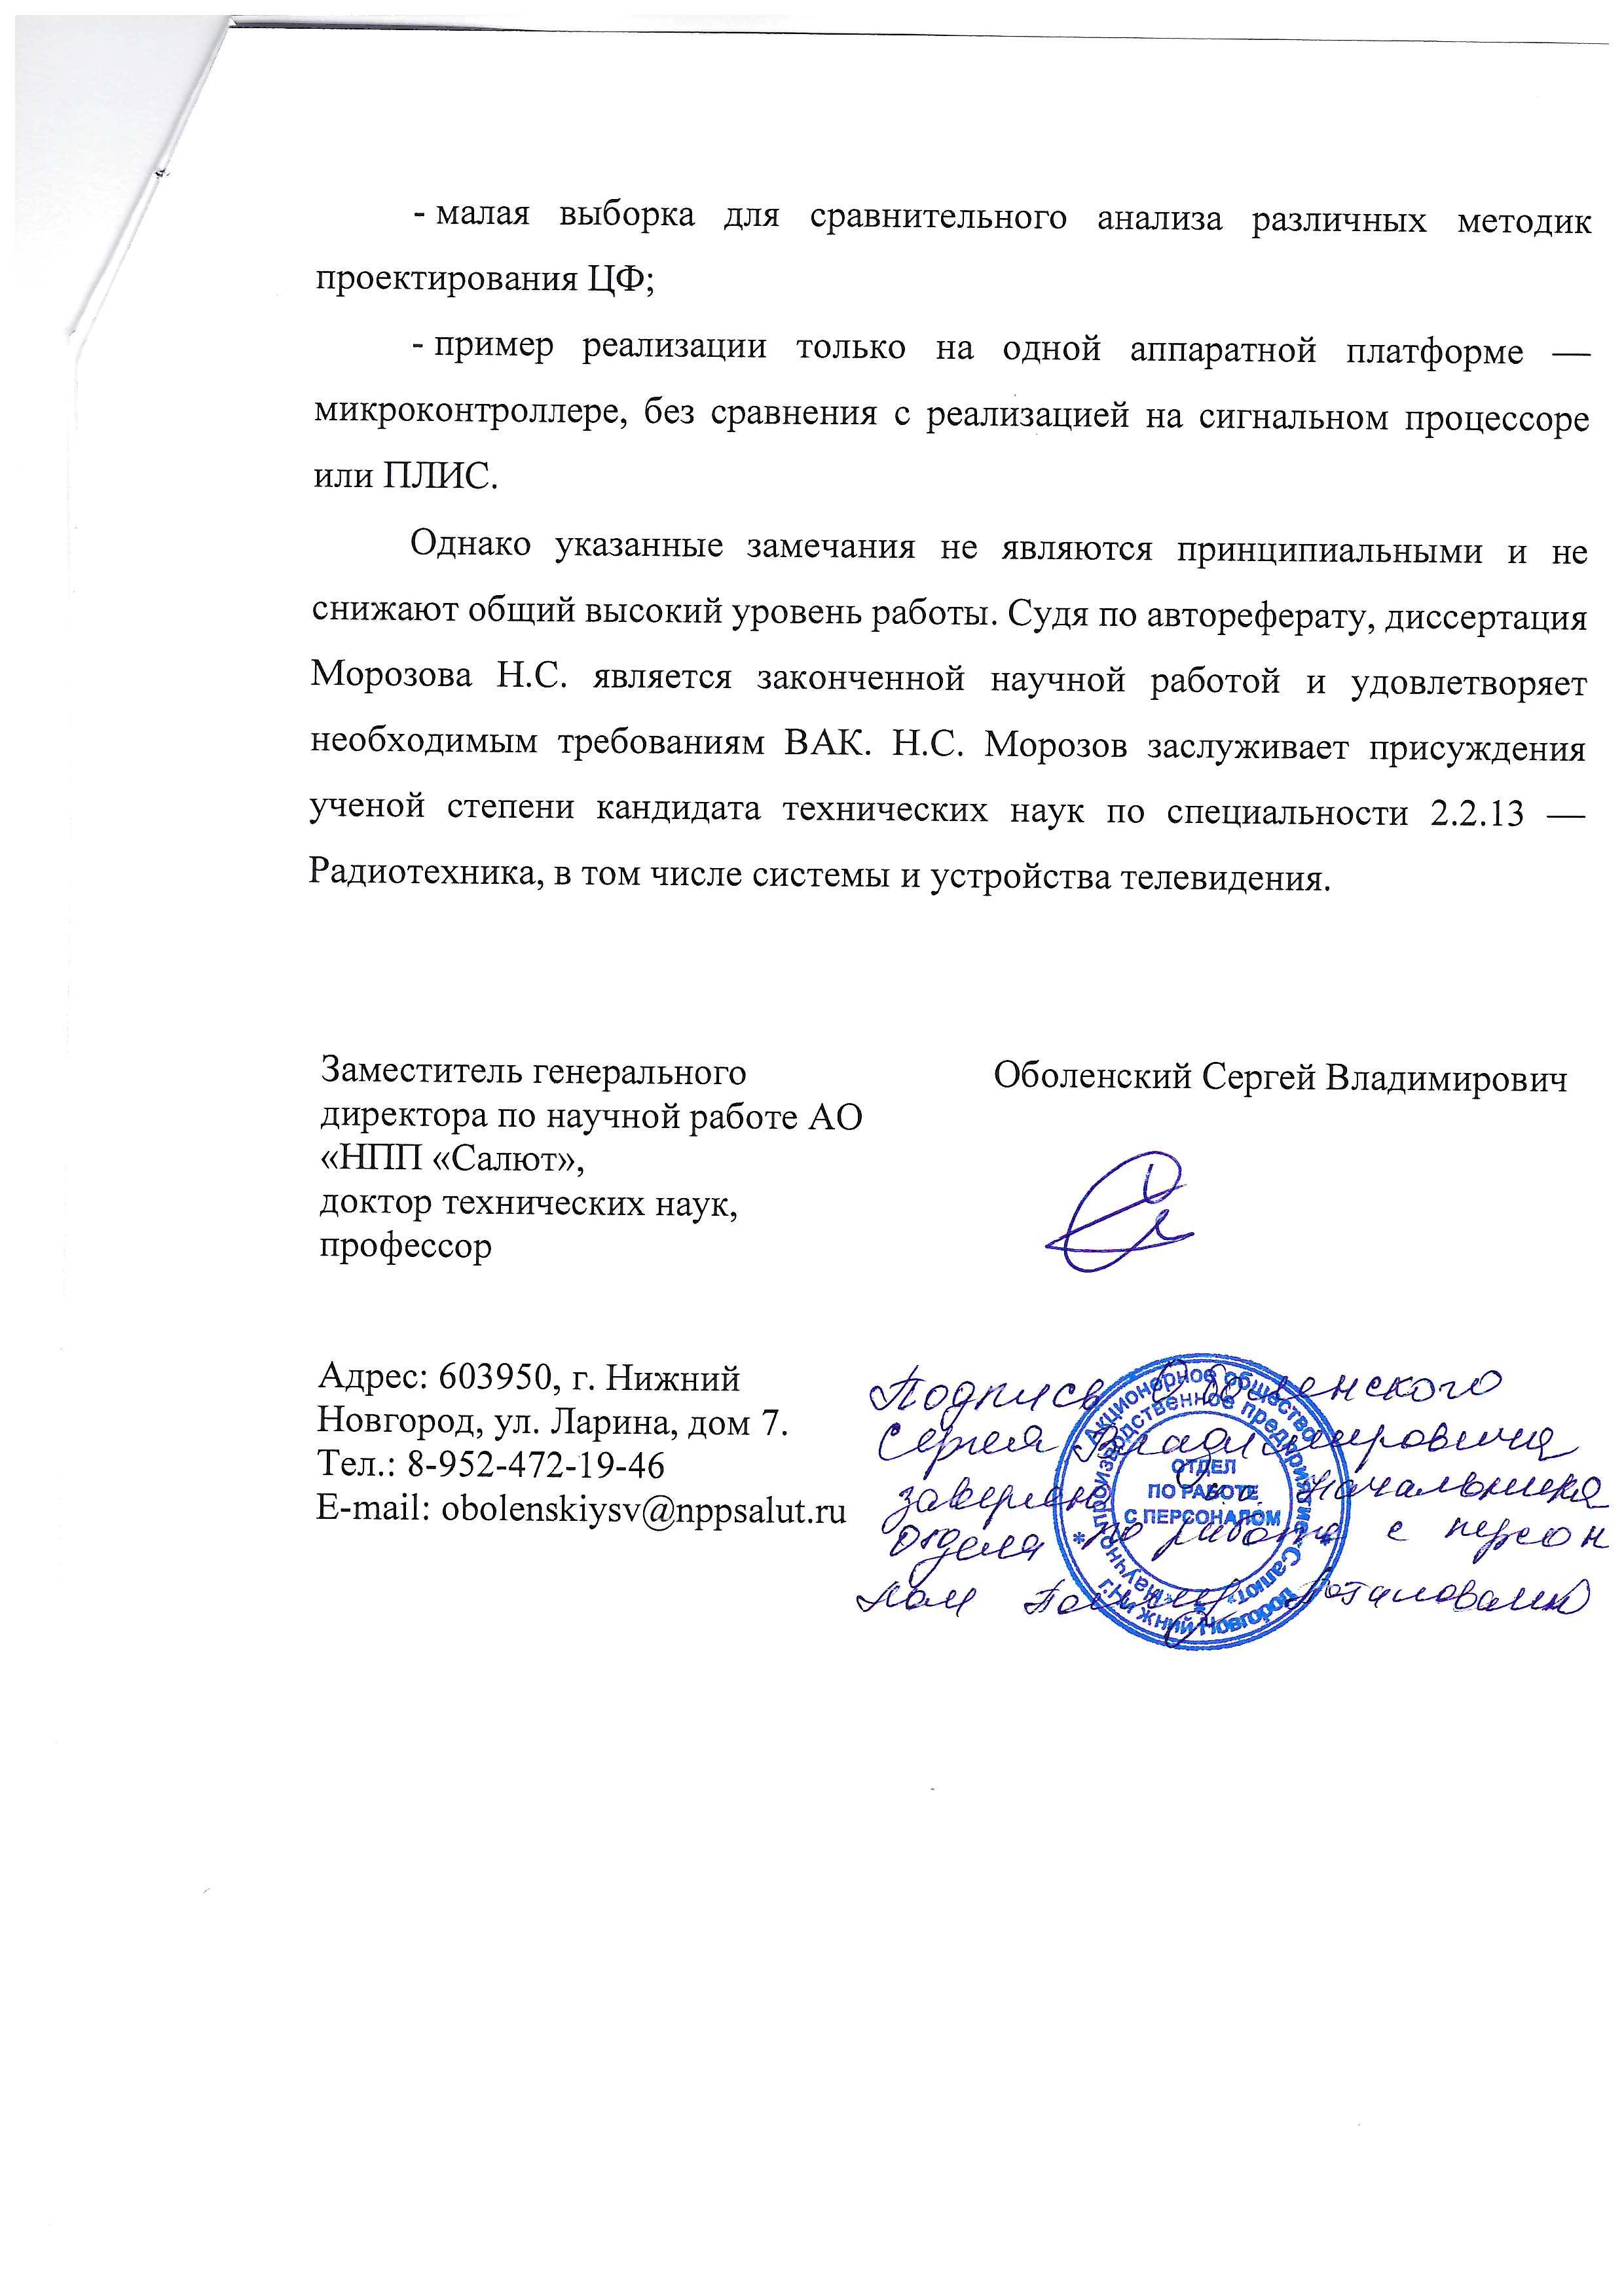 - малая выборка для сравнительного анализа различных методик
проектирования ЦФ;
- пример реализации только на одной аппаратной платформе —
микроконтроллере, без сравнения с реализацией на сигнальном процессоре
или ПЛИС.
Однако указанные замечания не являются принципиальными и не
снижают общий высокий уровень работы. Судя по автореферату, диссертация
Морозова Н.С. является законченной научной работой и удовлетворяет
необходимым требованиям ВАК. Н.С. Морозов заслуживает присуждения
ученой степени кандидата технических наук по специальности 2.2.13 —
Радиотехника, в том числе системы и устройства телевидения.
Заместитель генерального
директора по научной работе АО
«НПП «Салют»,
доктор технических наук,
профессор
Оболенский Сергей Владимирович
Адрес: 603950, г. Нижний
Новгород, ул. Ларина, дом 7.
Тел.: 8-952-472-19-46
E-mail: obolenskiysv@nppsalut.ru
Подпись Оболенского
Сергея Владимировича
и.о. начальника
отдела по работе с персон
алом
Акционерное общество
«Научно-производственное предприятие "Салют"»
г.Нижний Новгород
ОТДЕЛ
ПО РАБОТЕ
С ПЕРСОНАЛОМ